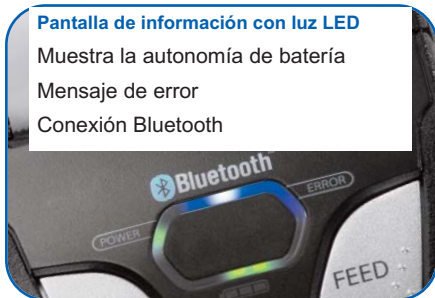 Pantalla de información con luz LED
Muestra la autonomía de batería
Mensaje de error
Conexión Bluetooth
Bluetooth
POWER
ERROR
FEED